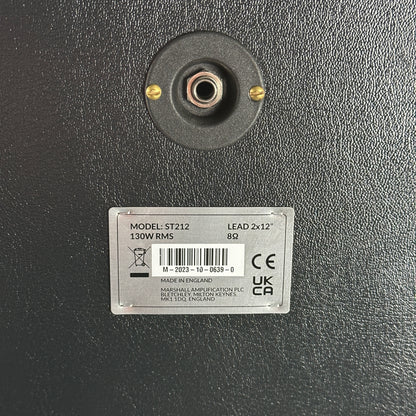 MODEL: ST212 LEAD 2x12"
130W RMS 8Ω
M-2023-10-0639-0
MADE IN ENGLAND
MARSHALL AMPLIFICATION PLC
BLETCHLEY, MILTON KEYNES,
MK1 1DQ, ENGLAND
CE
UK
CA